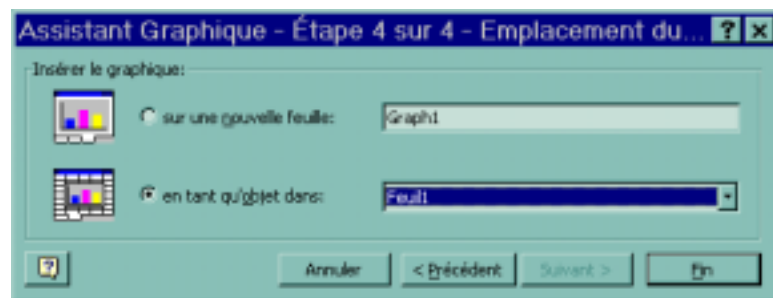 Assistant Graphique - Étape 4 sur 4 - Emplacement du...
Insérer le graphique:
sur une nouvelle feuille: Graph1
en tant qu'objet dans: Feuil1
Annuler < Précédent Suivant > Fin